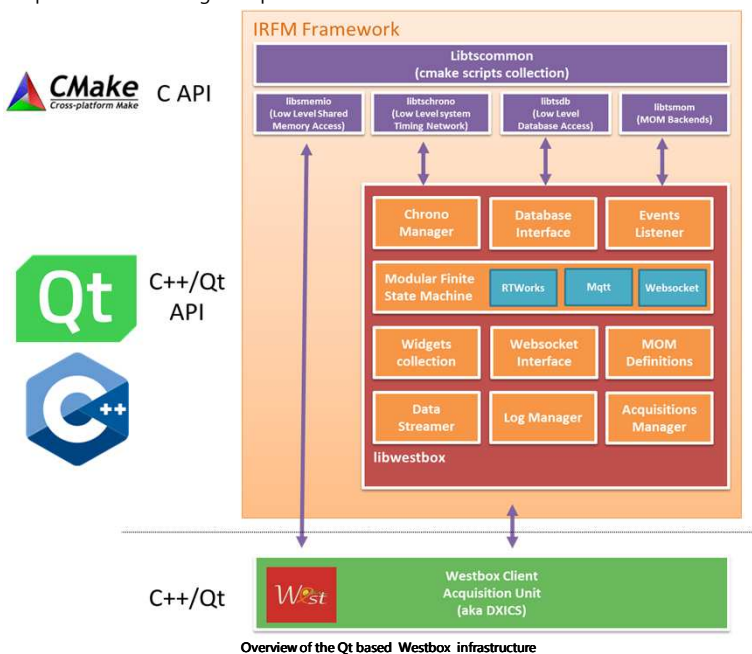 IRFM Framework
Libtscommon
(cmake scripts collection)
CMake
Cross-platform Make
C API
libsmemio
(Low Level Shared
Memory Access)
libtschrono
(Low Level system
Timing Network)
libtsdb
(Low Level
Database Access)
libtsmom
(MOM Backends)
Chrono
Manager
Database
Interface
Events
Listener
Qt
C++/Qt
API
Modular Finite
State Machine
RTWorks
Mqtt
Websocket
Widgets
collection
Websocket
Interface
MOM
Definitions
C++
Data
Streamer
Log Manager
Acquisitions
Manager
libwestbox
C++/Qt
West
Westbox Client
Acquisition Unit
(aka DXICS)
Overview of the Qt based Westbox infrastructure